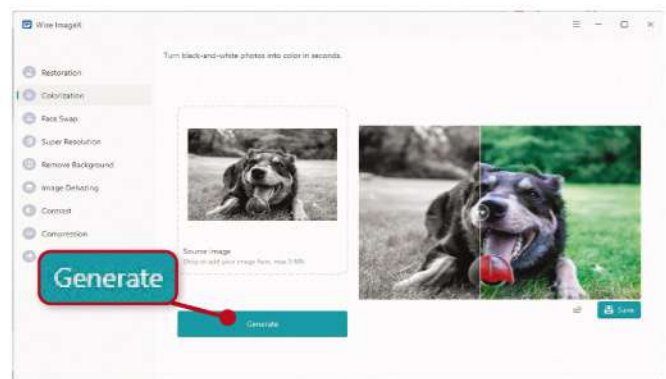 Wise ImageX
Turn black-and-white photos into color in seconds.
Restoration
Colorization
Face Swap
Super Resolution
Remove Background
Image Dehazing
Contrast
Compression
Source image
Drop or add your image here, max 5 MB
Generate
Generate
Save